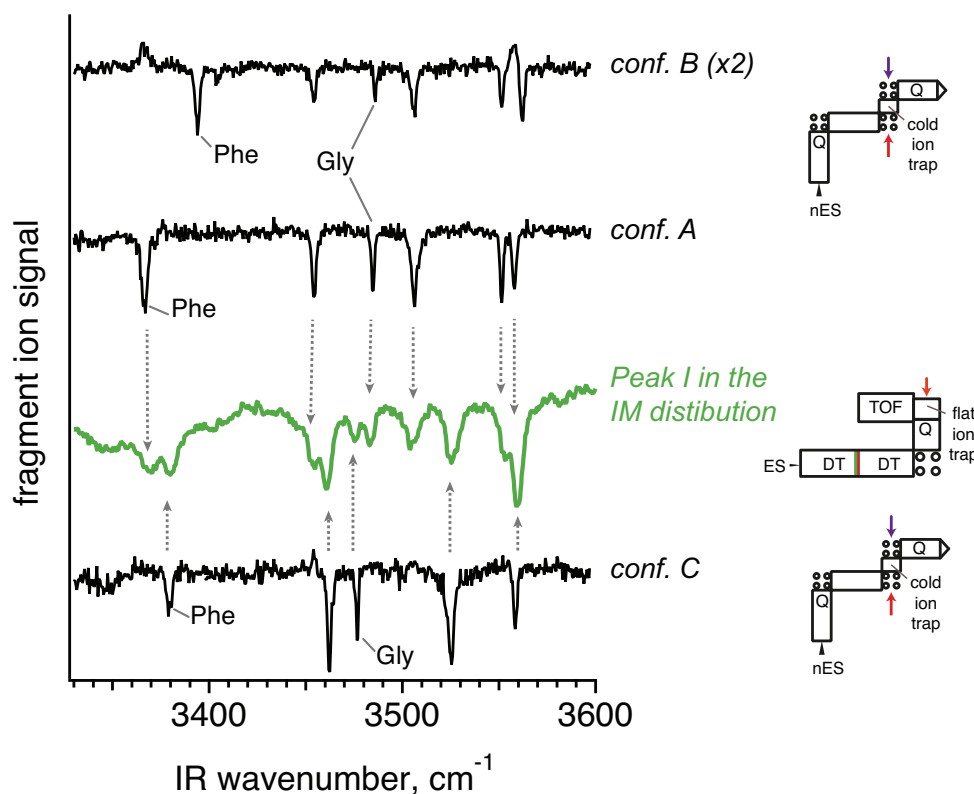 conf. B (x2)
Phe
Gly
conf. A
Phe
Peak I in the
IM distibution
conf. C
Phe
Gly
fragment ion signal
3400
3500
3600
IR wavenumber, cm-1
Q
Q
cold
ion
trap
nES
TOF
Q
flat
ion
trap
ES
DT
DT
Q
Q
cold
ion
trap
nES